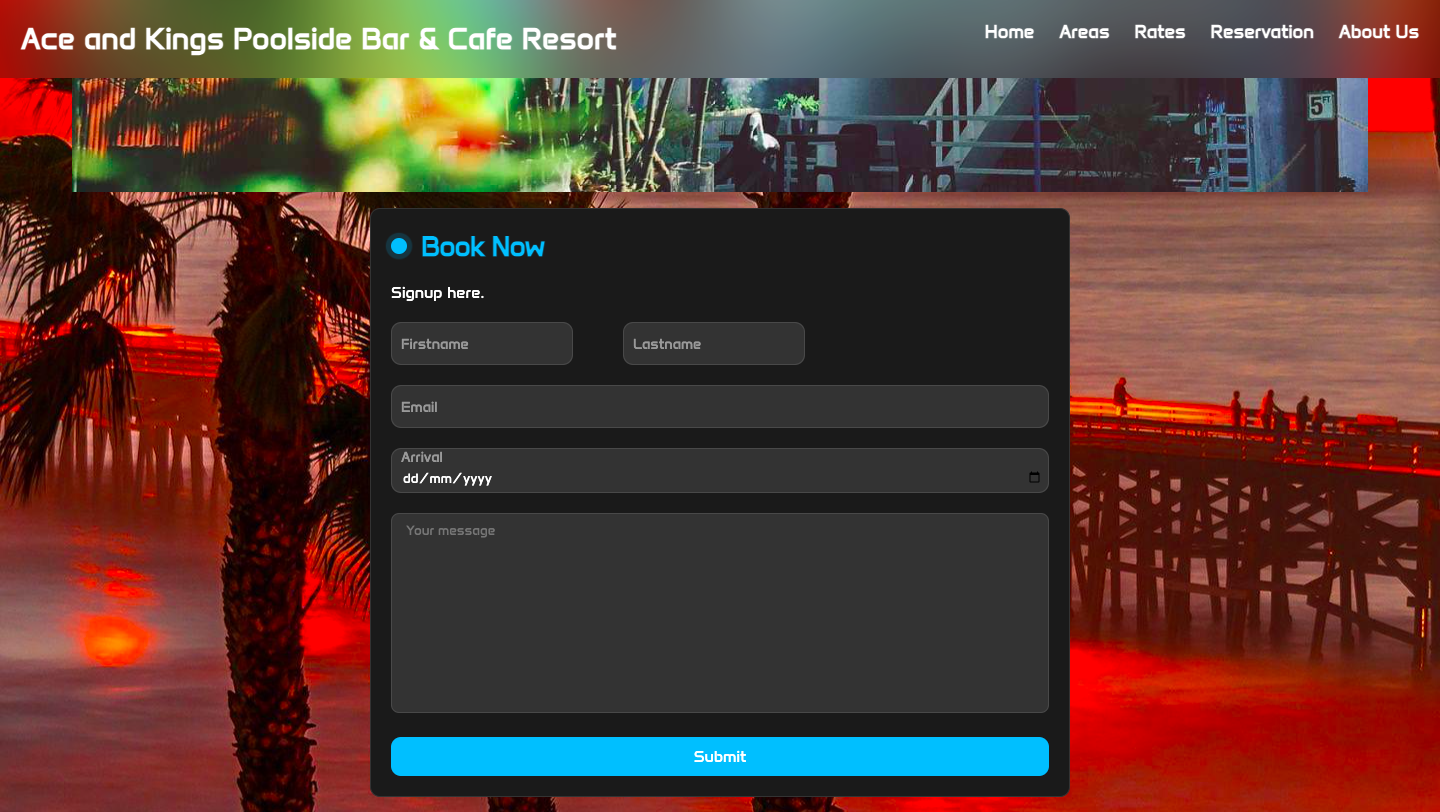 Ace and Kings Poolside Bar & Cafe Resort
Home Areas Rates Reservation About Us
5 FT
Book Now
Signup here.
Firstname Lastname
Email
Arrival
dd/mm/yyyy
Your message
Submit